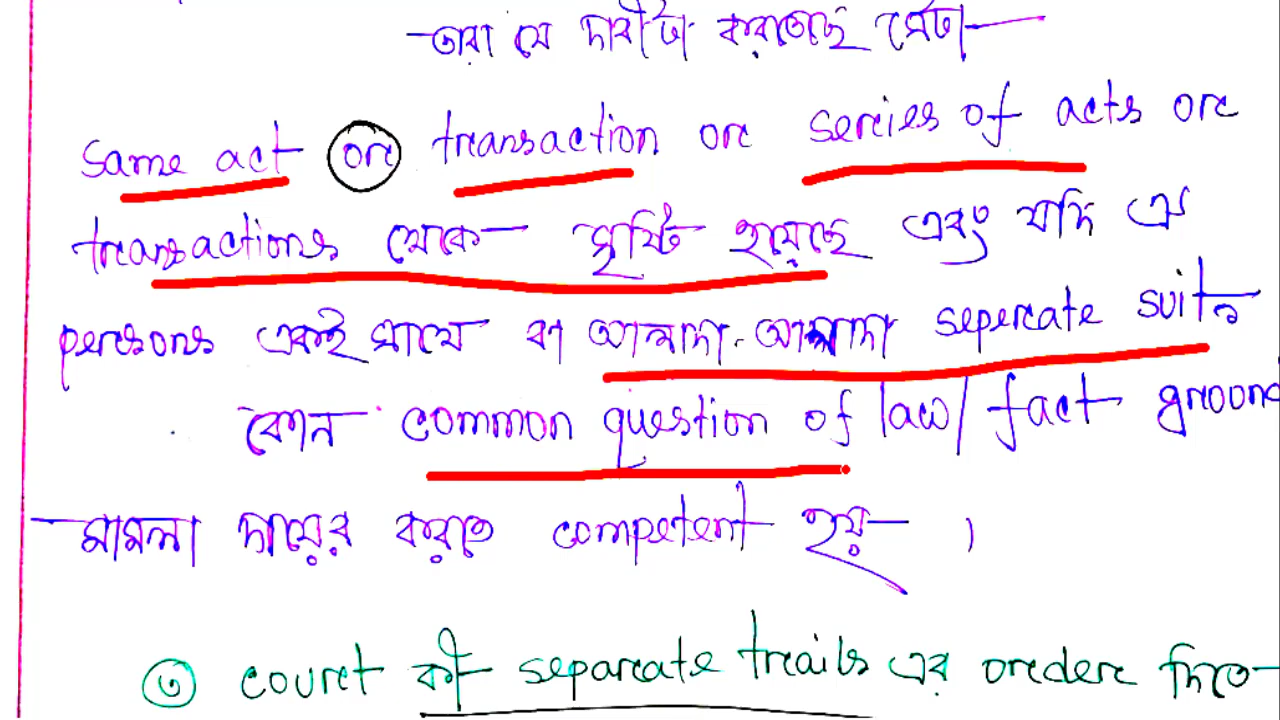 তারা যে দাবীটা করতেছে সেটা
same act or transaction or series of acts or
transactions থেকে সৃষ্টি হয়েছে এবং যদি ঐ
persons একই সাথে বা আলাদা-আলাদা seperate suit এ
কোন common question of law/fact ground
মামলা দায়ের করতে competent হয় ।
③ court কী separate trails এর order দিতে